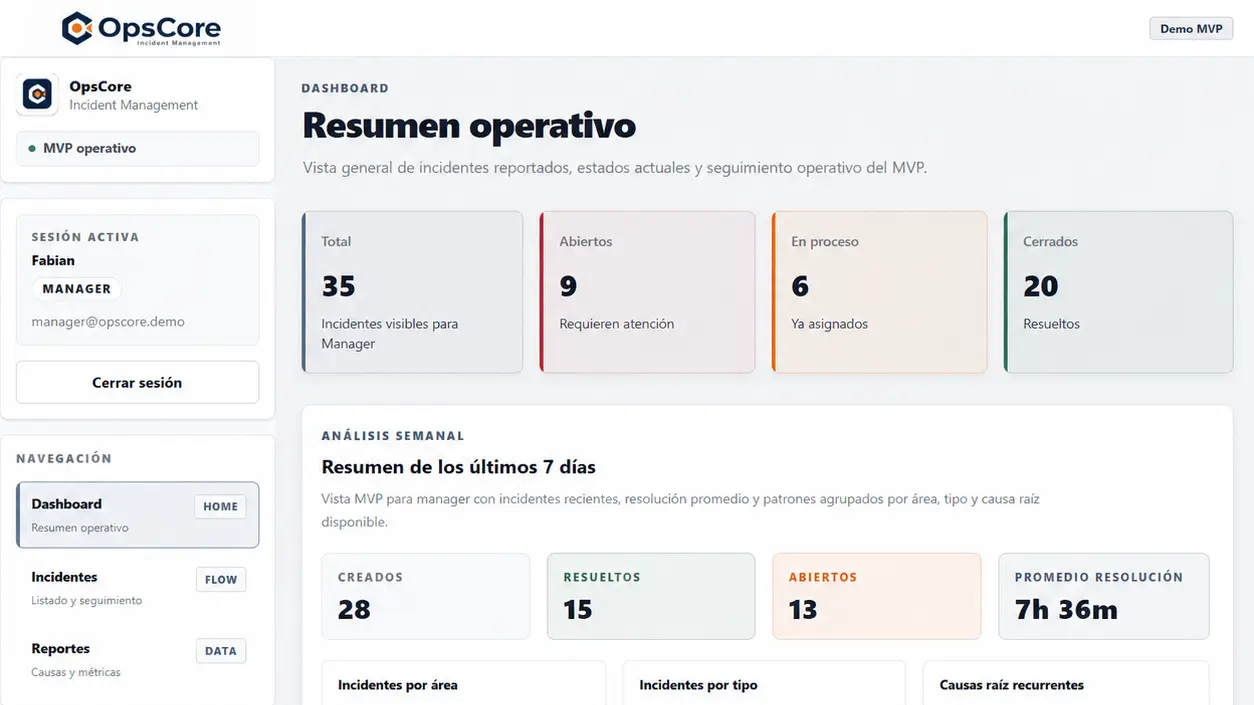 OpsCore
Incident Management
Demo MVP
OpsCore
Incident Management
MVP operativo
SESIÓN ACTIVA
Fabian
MANAGER
manager@opscore.demo
Cerrar sesión
NAVEGACIÓN
Dashboard
HOME
Resumen operativo
Incidentes
FLOW
Listado y seguimiento
Reportes
DATA
Causas y métricas
DASHBOARD
Resumen operativo
Vista general de incidentes reportados, estados actuales y seguimiento operativo del MVP.
Total
35
Incidentes visibles para
Manager
Abiertos
9
Requieren atención
En proceso
6
Ya asignados
Cerrados
20
Resueltos
ANÁLISIS SEMANAL
Resumen de los últimos 7 días
Vista MVP para manager con incidentes recientes, resolución promedio y patrones agrupados por área, tipo y causa raíz
disponible.
CREADOS
28
RESUELTOS
15
ABIERTOS
13
PROMEDIO RESOLUCIÓN
7h 36m
Incidentes por área
Incidentes por tipo
Causas raíz recurrentes